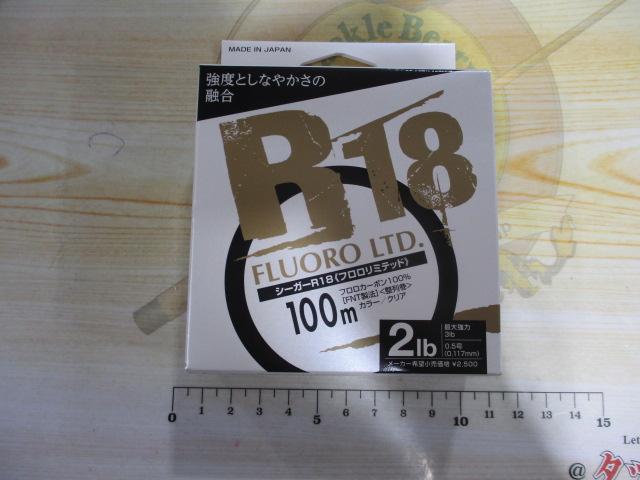 MADE IN JAPAN
強度としなやかさの
融合
R18
FLUORO LTD.
シーガーR18(フロロリミテッド)
100m
フロロカーボン100%
[FNT製法]<整列巻>
カラー/クリア
2lb
最大強力
3lb
0.5号
(0.117mm)
メーカー希望小売価格 ¥2,500
0 1 2 3 4 5 6 7 8 9 10 11 12 13 14 15
Let
@タッ